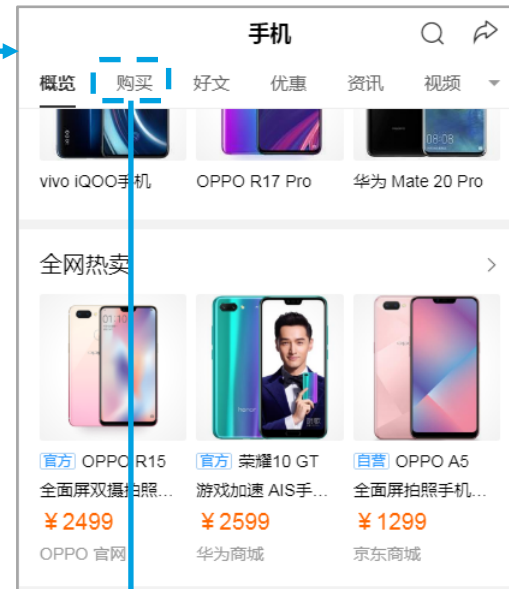 手机
概览 购买 好文 优惠 资讯 视频
08:08
vivo iQOO手机 OPPO R17 Pro 华为 Mate 20 Pro
全网热卖
官方 OPPO R15 官方 荣耀10 GT 自营 OPPO A5
全面屏双摄拍照... 游戏加速 AIS手... 全面屏拍照手机...
¥2499 ¥2599 ¥1299
OPPO 官网 华为商城 京东商城